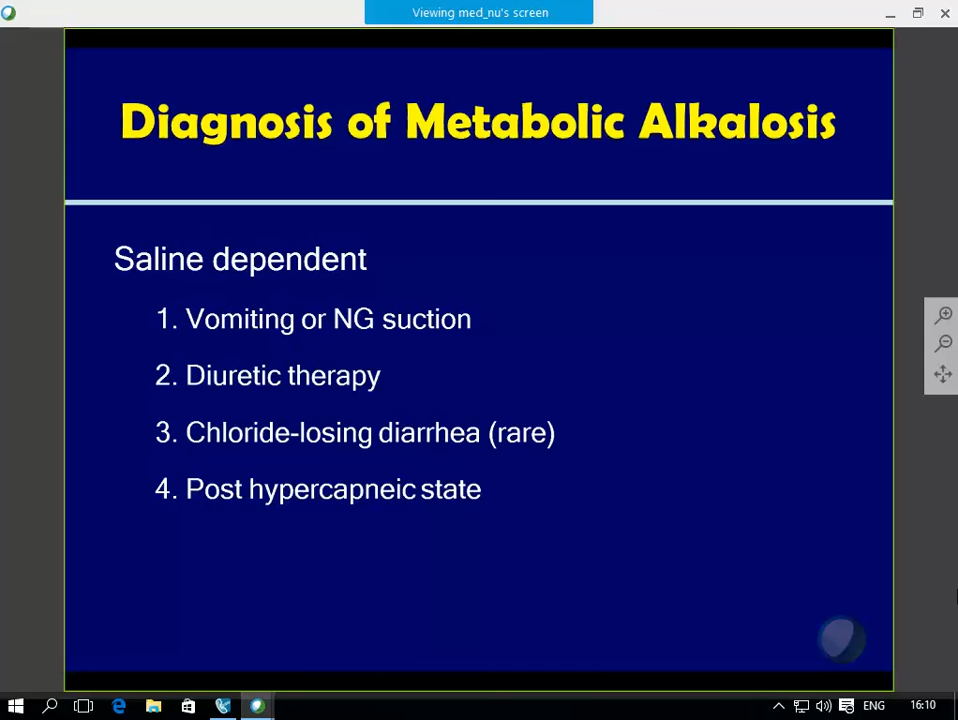 Viewing med_nu's screen
Diagnosis of Metabolic Alkalosis
Saline dependent
1. Vomiting or NG suction
2. Diuretic therapy
3. Chloride-losing diarrhea (rare)
4. Post hypercapneic state
ENG
16:10